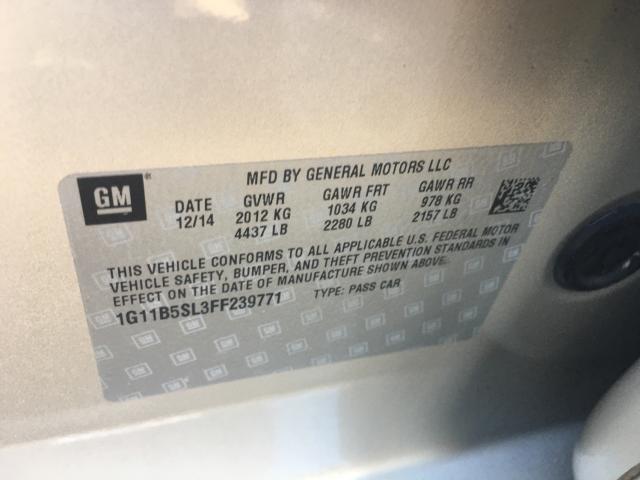 GM
MFD BY GENERAL MOTORS LLC
DATE GVWR GAWR FRT GAWR RR
12/14 2012 KG 1034 KG 978 KG
4437 LB 2280 LB 2157 LB
THIS VEHICLE CONFORMS TO ALL APPLICABLE U.S. FEDERAL MOTOR
VEHICLE SAFETY, BUMPER, AND THEFT PREVENTION STANDARDS IN
EFFECT ON THE DATE OF MANUFACTURE SHOWN ABOVE.
1G11B5SL3FF239771 TYPE: PASS CAR